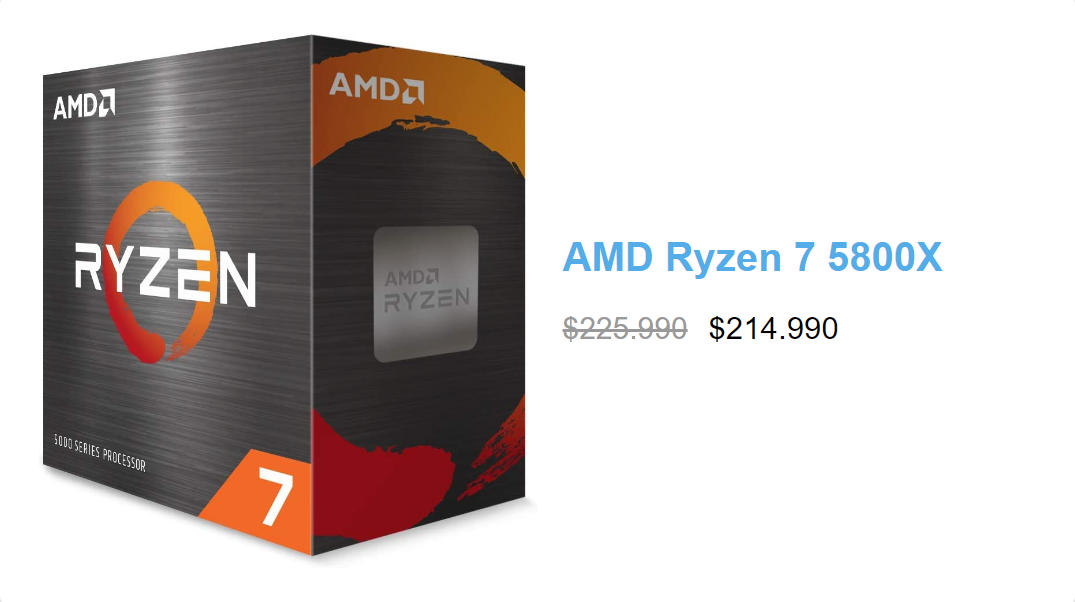 AMD
RYZEN
5000 SERIES PROCESSOR
7
AMD
AMD
RYZEN
AMD Ryzen 7 5800X
$225.990 $214.990